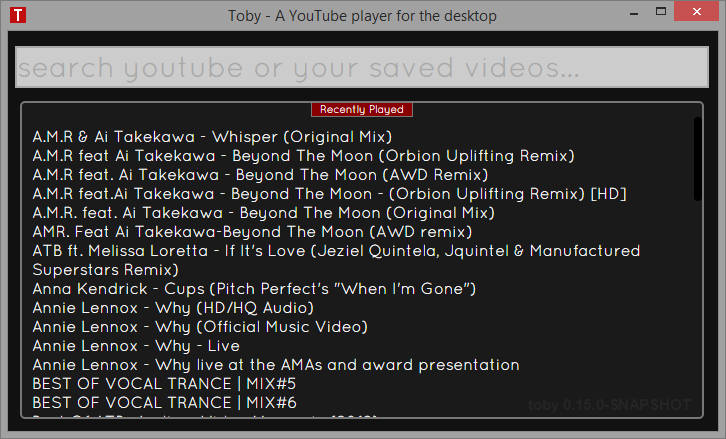 T
Toby - A YouTube player for the desktop
search youtube or your saved videos...
Recently Played
A.M.R & Ai Takekawa - Whisper (Original Mix)
A.M.R feat Ai Takekawa - Beyond The Moon (Orbion Uplifting Remix)
A.M.R feat. Ai Takekawa - Beyond The Moon (AWD Remix)
A.M.R feat.Ai Takekawa - Beyond The Moon - (Orbion Uplifting Remix) [HD]
A.M.R. feat. Ai Takekawa - Beyond The Moon (Original Mix)
AMR. Feat Ai Takekawa-Beyond The Moon (AWD remix)
ATB ft. Melissa Loretta - If It's Love (Jeziel Quintela, Jquintel & Manufactured
Superstars Remix)
Anna Kendrick - Cups (Pitch Perfect's "When I'm Gone")
Annie Lennox - Why (HD/HQ Audio)
Annie Lennox - Why (Official Music Video)
Annie Lennox - Why - Live
Annie Lennox - Why live at the AMAs and award presentation
BEST OF VOCAL TRANCE | MIX#5
BEST OF VOCAL TRANCE | MIX#6
toby 0.15.0-SNAPSHOT